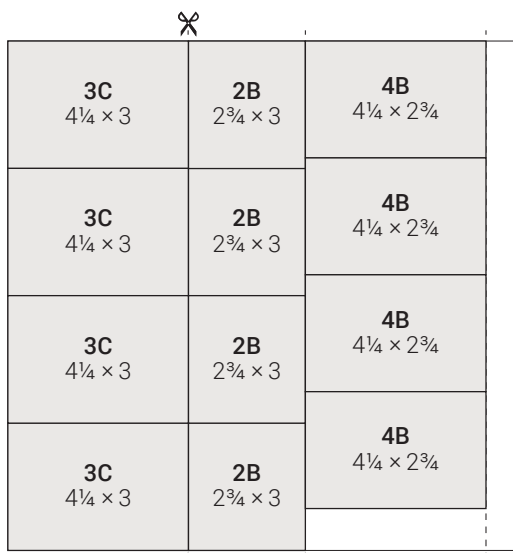 3C
4¼ × 3
2B
2¾ × 3
4B
4¼ × 2¾
3C
4¼ × 3
2B
2¾ × 3
4B
4¼ × 2¾
3C
4¼ × 3
2B
2¾ × 3
4B
4¼ × 2¾
3C
4¼ × 3
2B
2¾ × 3
4B
4¼ × 2¾